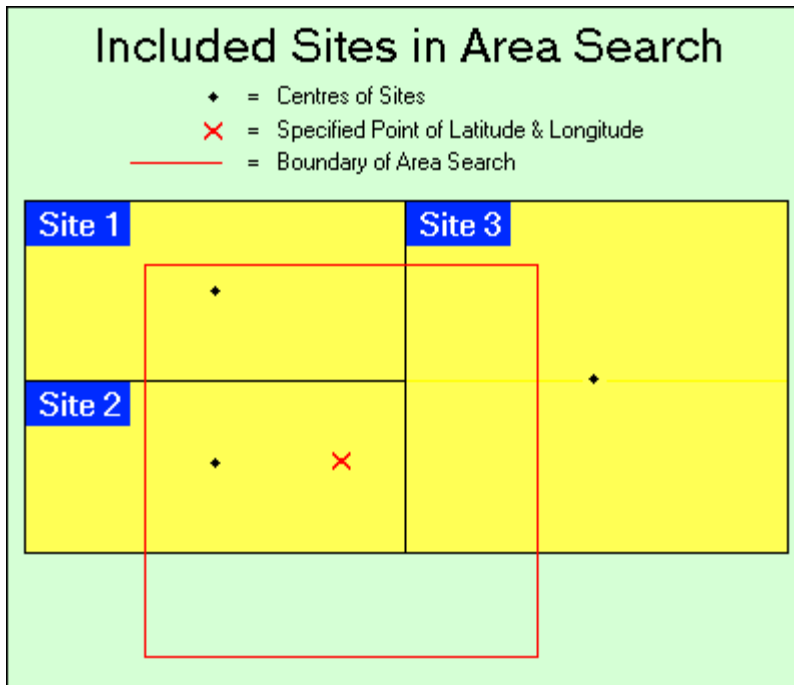 Included Sites in Area Search
= Centres of Sites
= Specified Point of Latitude & Longitude
= Boundary of Area Search
Site 1
Site 3
Site 2